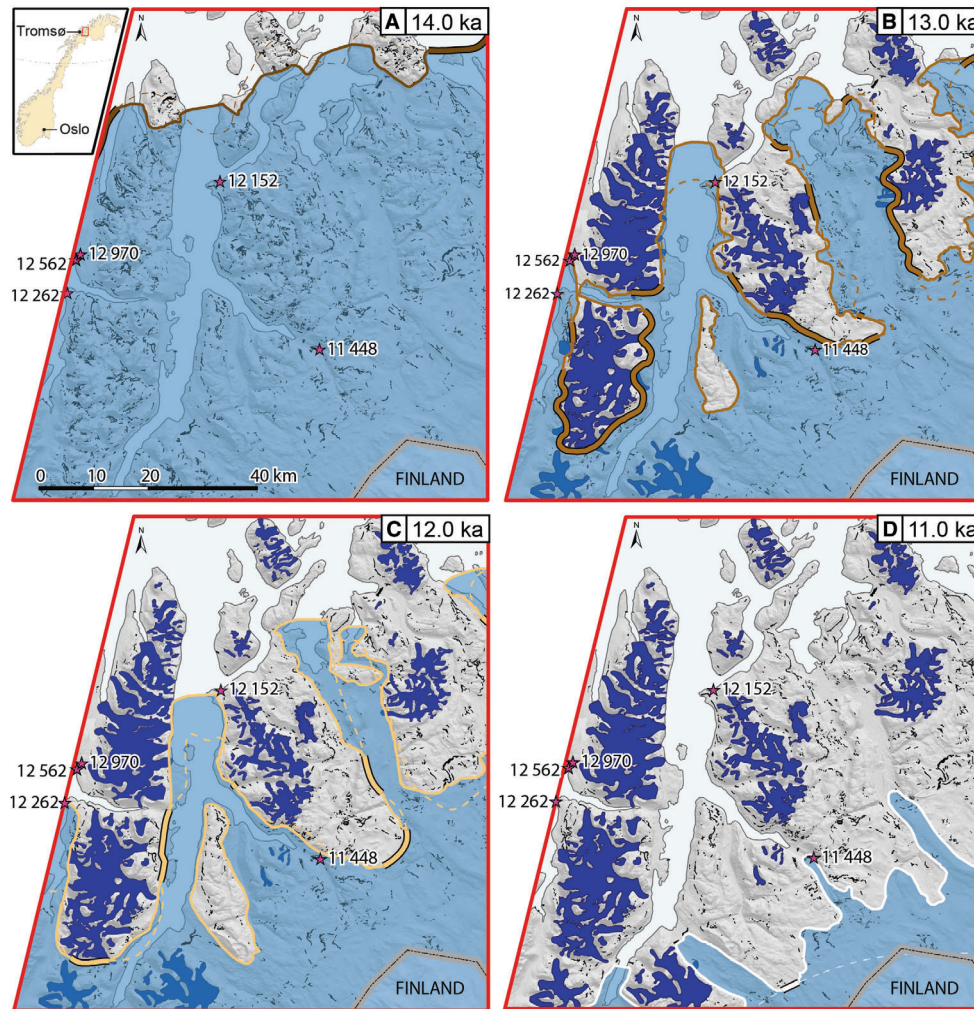 Tromsø
Oslo
N
A 14.0 ka
12 152
12 970
12 562
12 262
11 448
0 10 20 40 km
FINLAND
N
B 13.0 ka
12 152
12 970
12 562
12 262
11 448
FINLAND
N
C 12.0 ka
12 152
12 970
12 562
12 262
11 448
FINLAND
N
D 11.0 ka
12 152
12 970
12 562
12 262
11 448
FINLAND